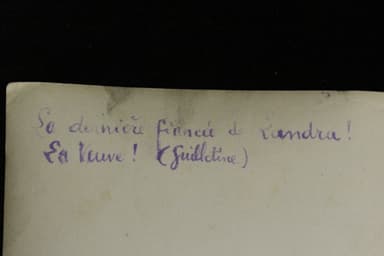 La dernière fiancée de Landru!
La Veuve! (Guillotine)